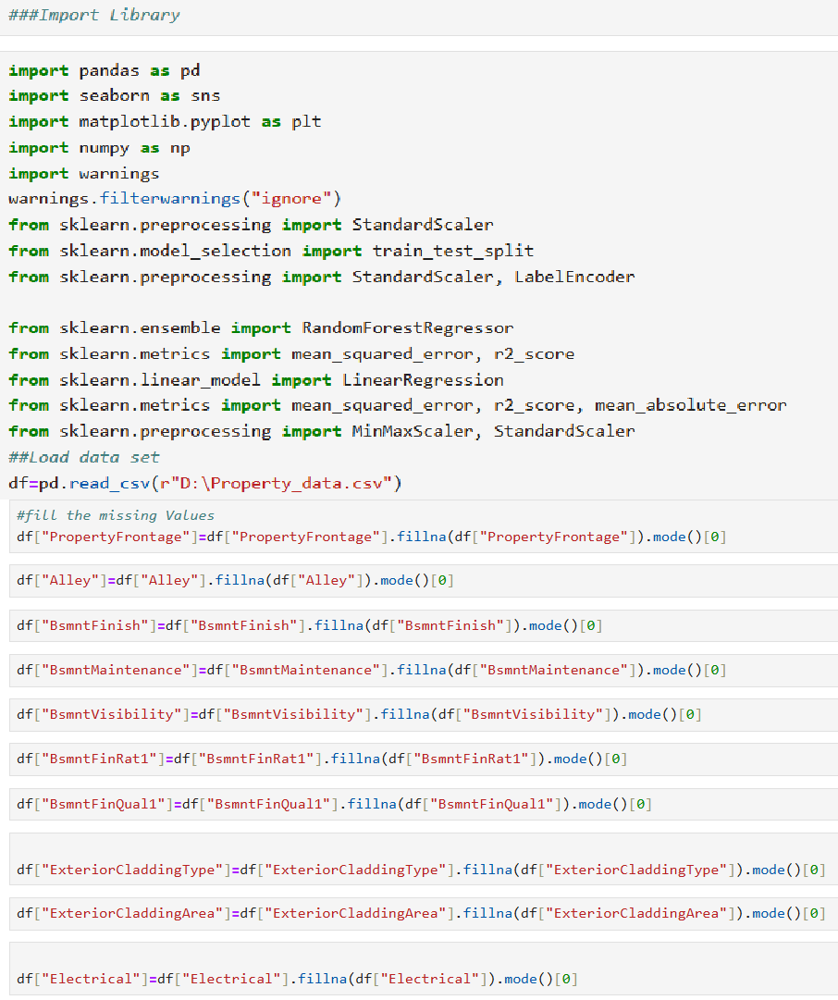 ###Import Library
import pandas as pd
import seaborn as sns
import matplotlib.pyplot as plt
import numpy as np
import warnings
warnings.filterwarnings("ignore")
from sklearn.preprocessing import StandardScaler
from sklearn.model_selection import train_test_split
from sklearn.preprocessing import StandardScaler, LabelEncoder
from sklearn.ensemble import RandomForestRegressor
from sklearn.metrics import mean_squared_error, r2_score
from sklearn.linear_model import LinearRegression
from sklearn.metrics import mean_squared_error, r2_score, mean_absolute_error
from sklearn.preprocessing import MinMaxScaler, StandardScaler
##Load data set
df=pd.read_csv(r"D:\Property_data.csv")
#fill the missing Values
df["PropertyFrontage"]=df["PropertyFrontage"].fillna(df["PropertyFrontage"]).mode()[0]
df["Alley"]=df["Alley"].fillna(df["Alley"]).mode()[0]
df["BsmntFinish"]=df["BsmntFinish"].fillna(df["BsmntFinish"]).mode()[0]
df["BsmntMaintenance"]=df["BsmntMaintenance"].fillna(df["BsmntMaintenance"]).mode()[0]
df["BsmntVisibility"]=df["BsmntVisibility"].fillna(df["BsmntVisibility"]).mode()[0]
df["BsmntFinRat1"]=df["BsmntFinRat1"].fillna(df["BsmntFinRat1"]).mode()[0]
df["BsmntFinQual1"]=df["BsmntFinQual1"].fillna(df["BsmntFinQual1"]).mode()[0]
df["ExteriorCladdingType"]=df["ExteriorCladdingType"].fillna(df["ExteriorCladdingType"]).mode()[0]
df["ExteriorCladdingArea"]=df["ExteriorCladdingArea"].fillna(df["ExteriorCladdingArea"]).mode()[0]
df["Electrical"]=df["Electrical"].fillna(df["Electrical"]).mode()[0]